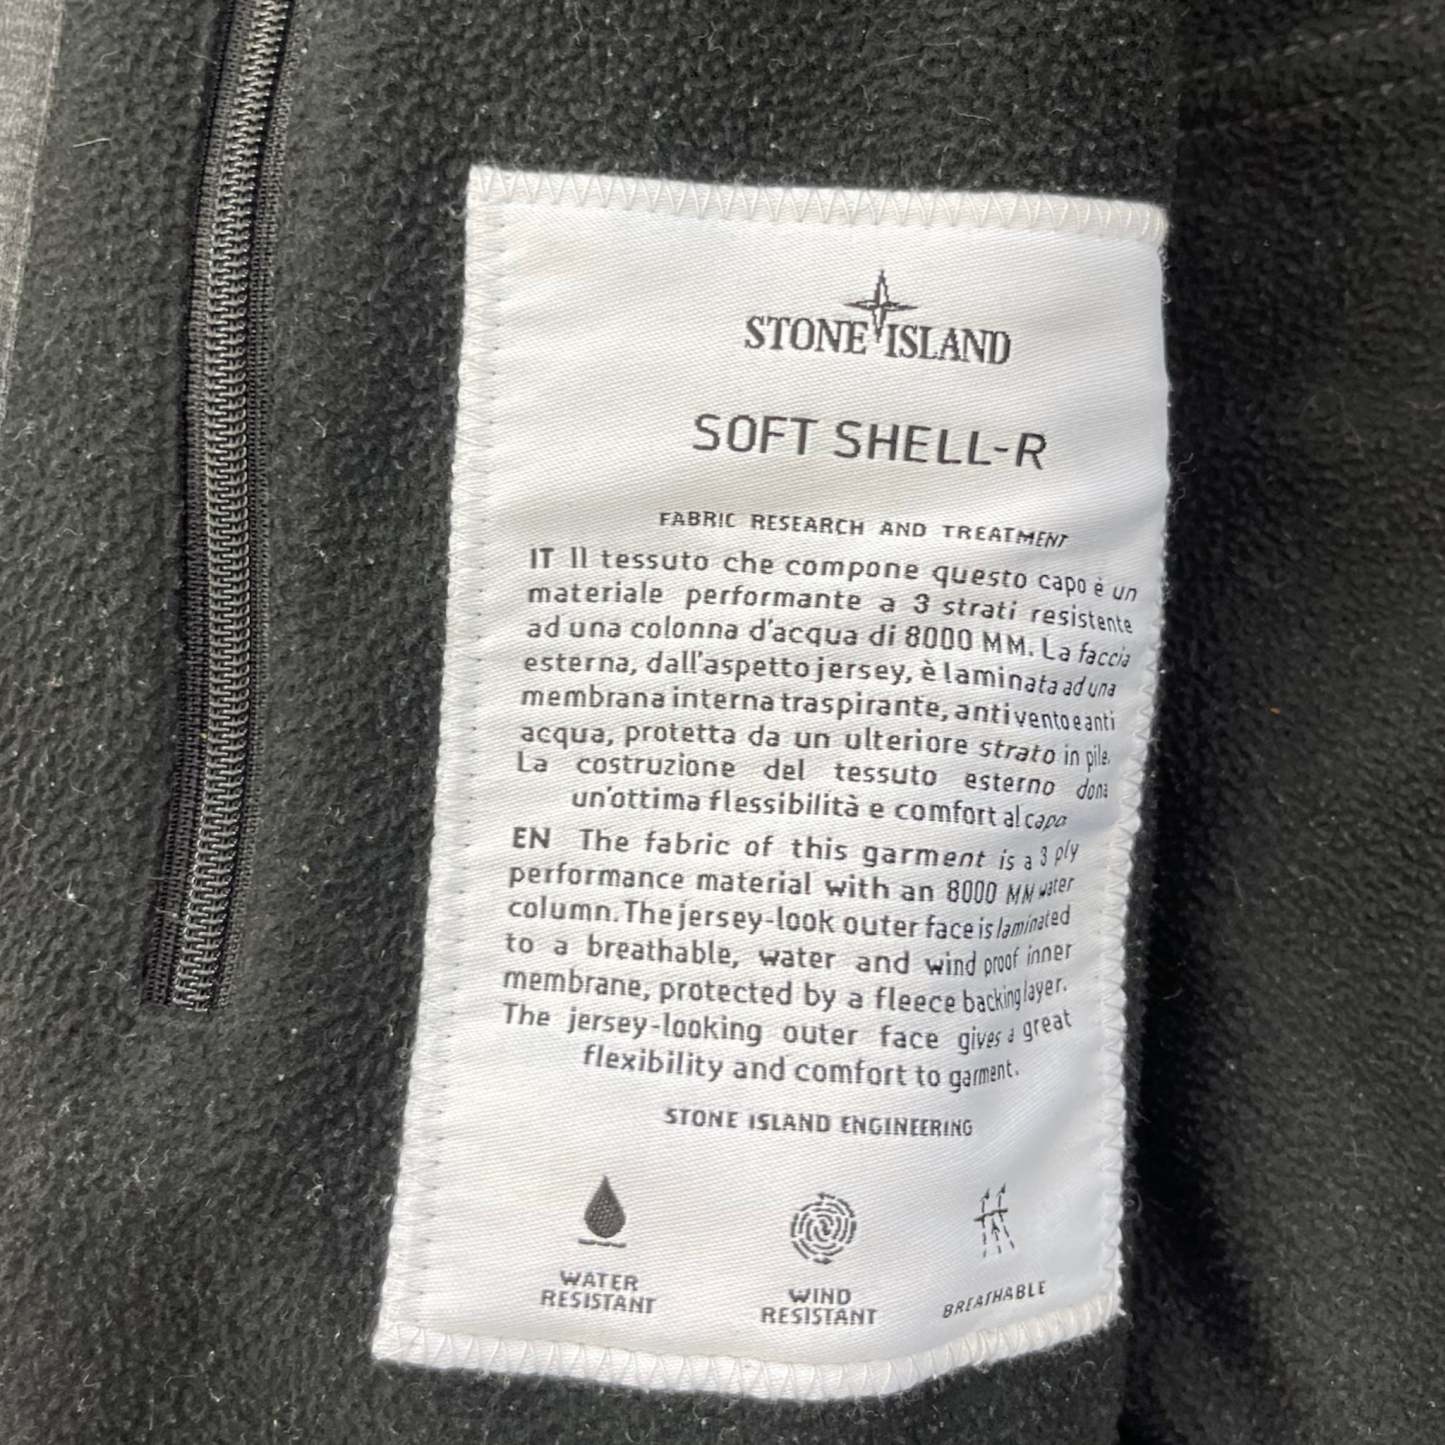 STONE ISLAND
SOFT SHELL-R
FABRIC RESEARCH AND TREATMENT
IT Il tessuto che compone questo capo è un
materiale performante a 3 strati resistente
ad una colonna d'acqua di 8000 MM. La faccia
esterna, dall'aspetto jersey, è laminata ad una
membrana interna traspirante, antivento e anti
acqua, protetta da un ulteriore strato in pile.
La costruzione del tessuto esterno dona
un'ottima flessibilità e comfort al capo
EN The fabric of this garment is a 3 ply
performance material with an 8000 MM water
column. The jersey-look outer face is laminated
to a breathable, water and wind proof inner
membrane, protected by a fleece backing layer.
The jersey-looking outer face gives a great
flexibility and comfort to garment.
STONE ISLAND ENGINEERING
WATER
RESISTANT
WIND
RESISTANT
BREATHABLE